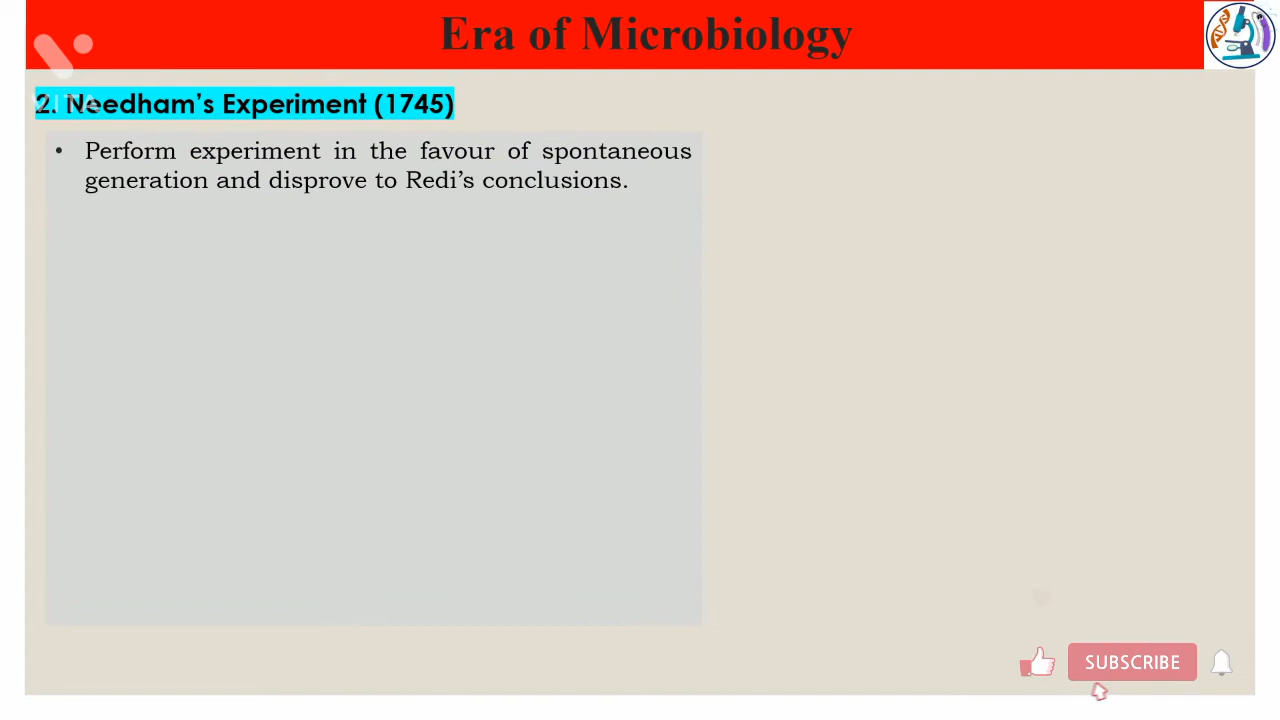 Era of Microbiology
VITA
2. Needham's Experiment (1745)
• Perform experiment in the favour of spontaneous
generation and disprove to Redi's conclusions.
SUBSCRIBE